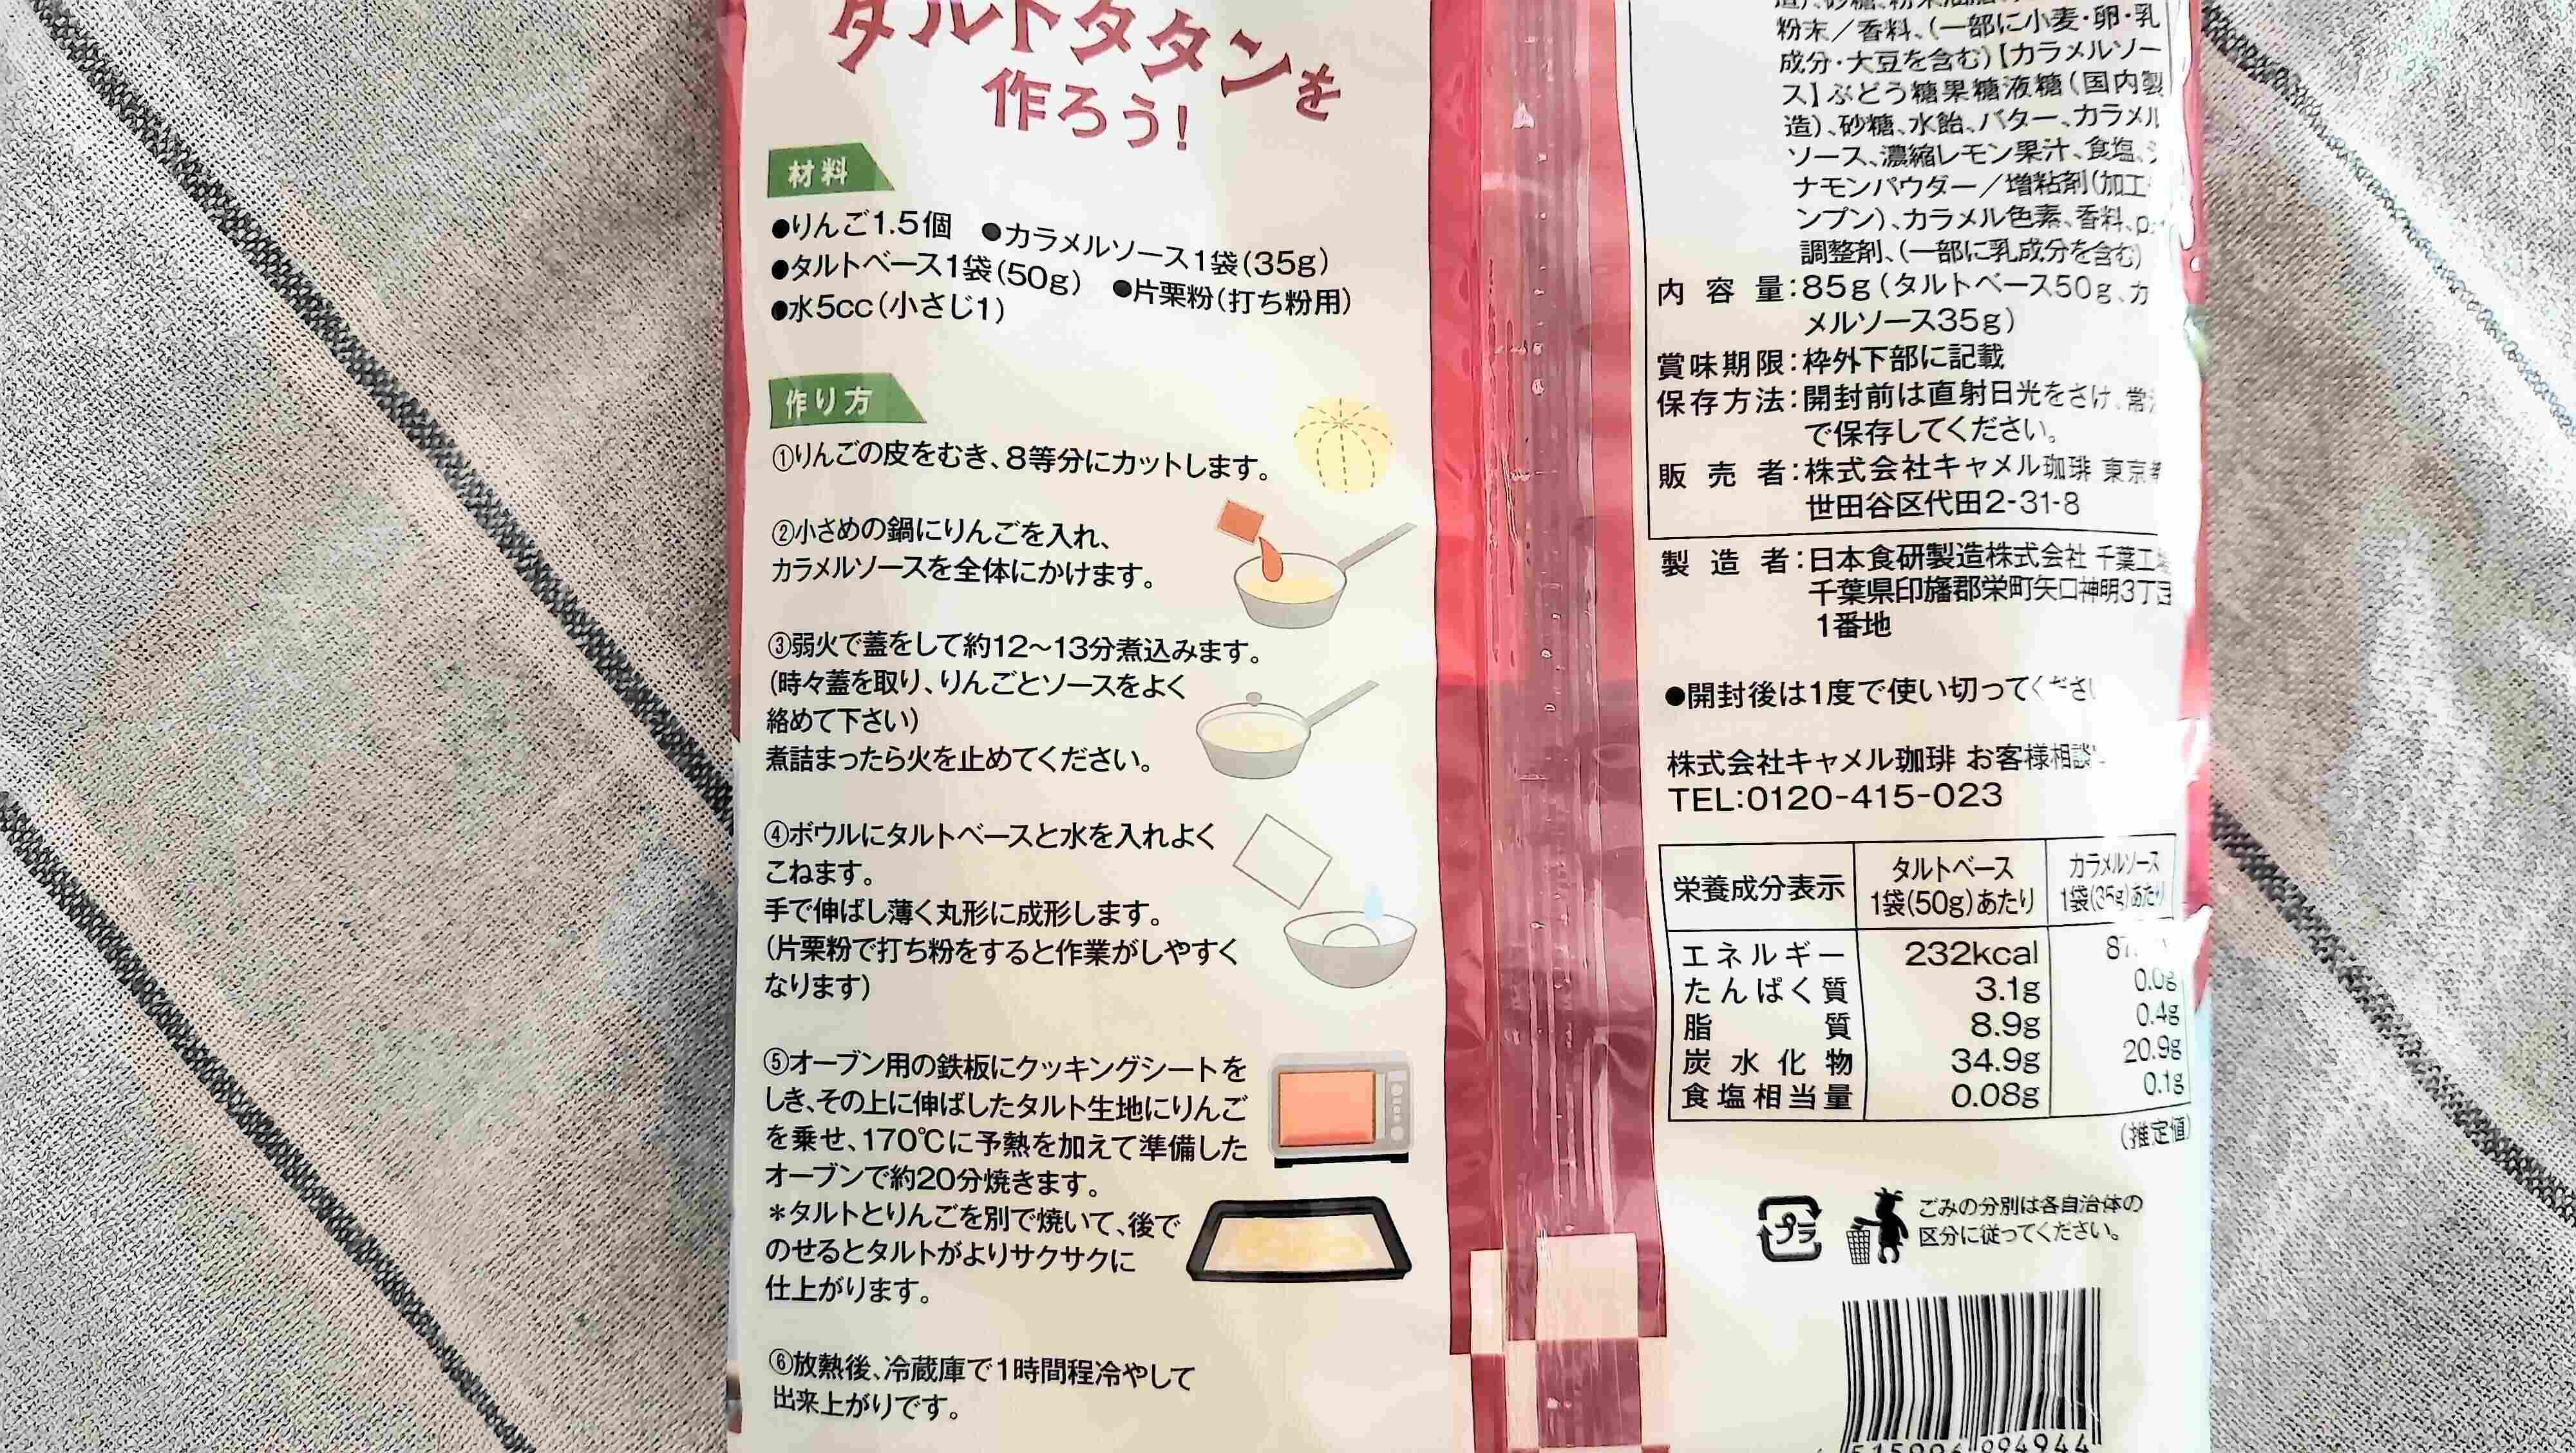 タルトタタンを
作ろう!
材料
●りんご1.5個 ●カラメルソース1袋(35g)
●タルトベース1袋(50g) ●片栗粉(打ち粉用)
●水5cc(小さじ1)
作り方
①りんごの皮をむき、8等分にカットします。
②小さめの鍋にりんごを入れ、
カラメルソースを全体にかけます。
③弱火で蓋をして約12〜13分煮込みます。
(時々蓋を取り、りんごとソースをよく
絡めて下さい)
煮詰まったら火を止めてください。
④ボウルにタルトベースと水を入れよく
こねます。
手で伸ばし薄く丸形に成形します。
(片栗粉で打ち粉をすると作業がしやすく
なります)
⑤オーブン用の鉄板にクッキングシートを
しき、その上に伸ばしたタルト生地にりんご
を乗せ、170℃に予熱を加えて準備した
オーブンで約20分焼きます。
*タルトとりんごを別で焼いて、後で
のせるとタルトがよりサクサクに
仕上がります。
⑥放熱後、冷蔵庫で1時間程冷やして
出来上がりです。
粉末/香料、(一部に小麦・卵・乳
成分・大豆を含む)【カラメルソー
ス】ぶどう糖果糖液糖(国内製
造)、砂糖、水飴、バター、カラメル
ソース、濃縮レモン果汁、食塩、
ナモンパウダー/増粘剤(加工
ンプン)、カラメル色素、香料、p
調整剤、(一部に乳成分を含む)
内容量:85g(タルトベース50g、カ
メルソース35g)
賞味期限:枠外下部に記載
保存方法:開封前は直射日光をさけ、常
で保存してください。
販売者:株式会社キャメル珈琲 東京
世田谷区代田2-31-8
製造者:日本食研製造株式会社 千葉工
千葉県印旛郡栄町矢口神明3丁目
1番地
●開封後は1度で使い切ってくださ
株式会社キャメル珈琲 お客様相談
TEL:0120-415-023
栄養成分表示 タルトベース 1袋(50g)あたり カラメルソース 1袋(35g)あたり
エネルギー 232kcal
たんぱく質 3.1g 0.0g
脂質 8.9g 0.4g
炭水化物 34.9g 20.9g
食塩相当量 0.08g 0.1g
(推定値)
プラ
ごみの分別は各自治体の
区分に従ってください。